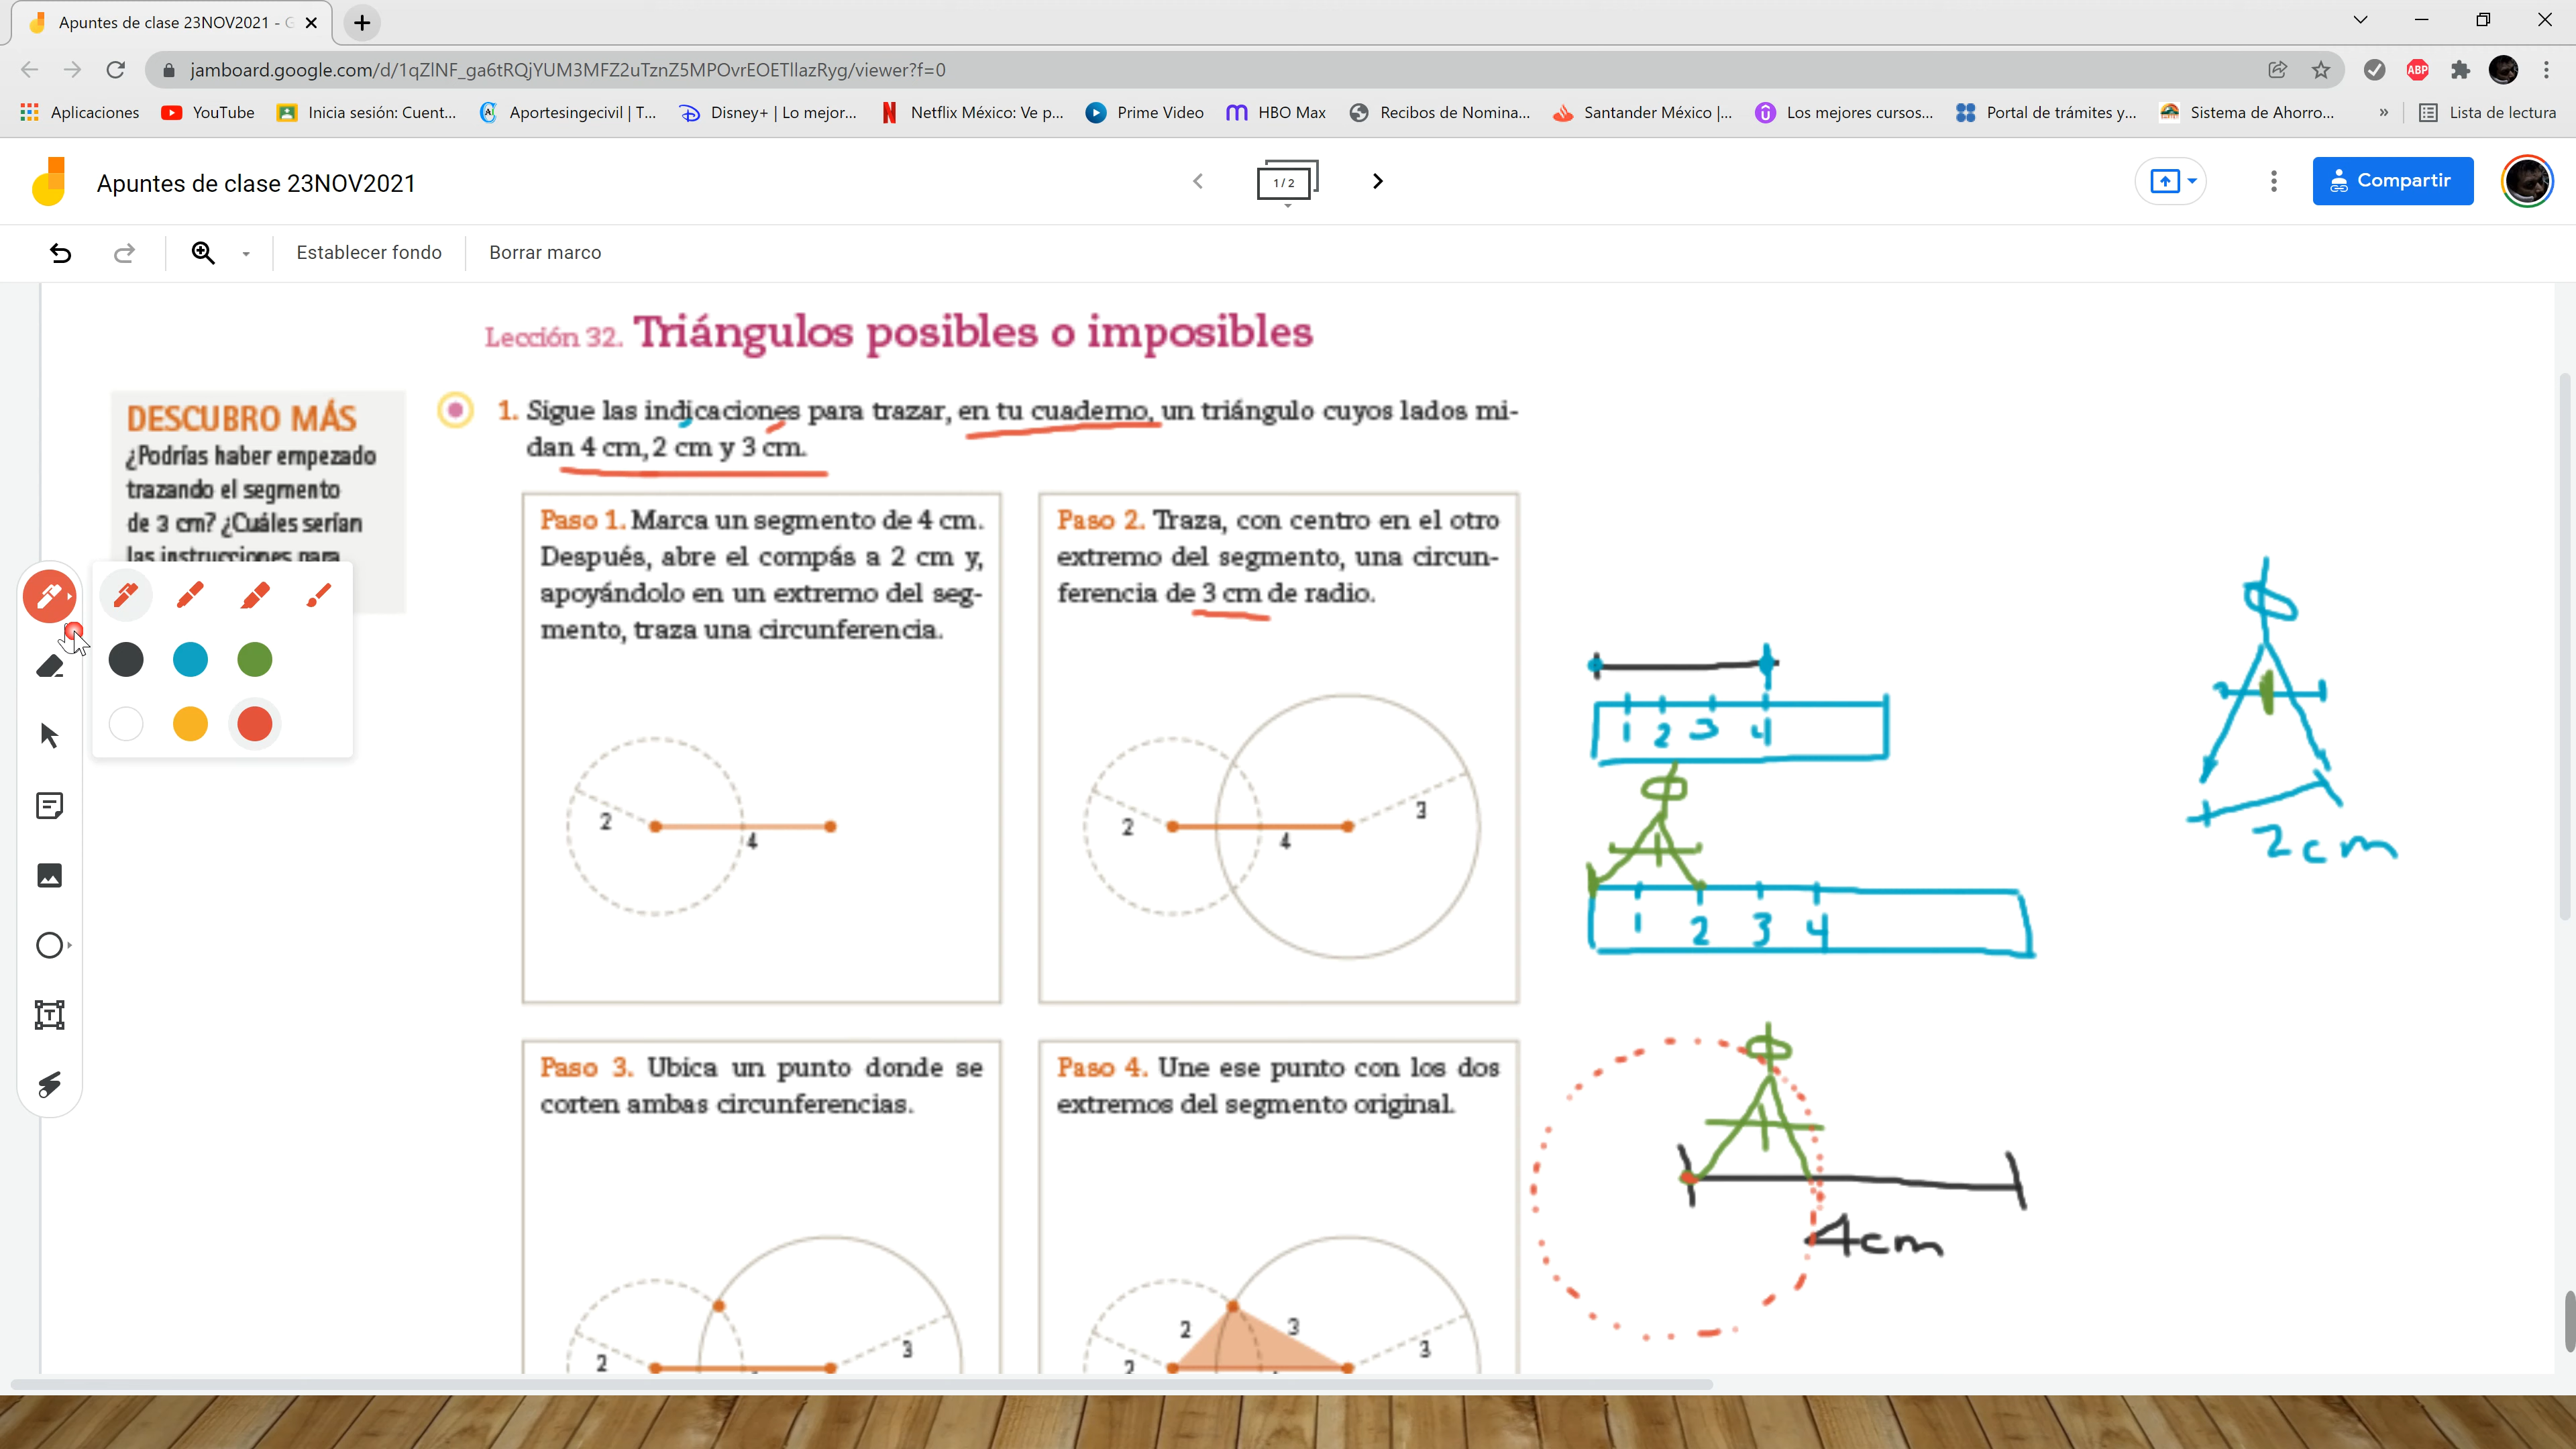 Apuntes de clase 23NOV2021 - G
jamboard.google.com/d/1qZlNF_ga6tRQjYUM3MFZ2uTznZ5MPOvrEOETllazRyg/viewer?f=0
ABP
Aplicaciones YouTube Inicia sesión: Cuent... Aportesingecivil | T... Disney+ | Lo mejor... Netflix México: Ve p... Prime Video HBO Max Recibos de Nomina... Santander México |... Los mejores cursos... Portal de trámites y... Sistema de Ahorro... » Lista de lectura
Apuntes de clase 23NOV2021
1 / 2
Compartir
Establecer fondo Borrar marco
Lección 32. Triángulos posibles o imposibles
DESCUBRO MÁS
¿Podrías haber empezado
trazando el segmento
de 3 cm? ¿Cuáles serían
las instrucciones para
1. Sigue las indicaciones para trazar, en tu cuaderno, un triángulo cuyos lados mi-
dan 4 cm, 2 cm y 3 cm.
Paso 1. Marca un segmento de 4 cm.
Después, abre el compás a 2 cm y,
apoyándolo en un extremo del seg-
mento, traza una circunferencia.
2
4
Paso 2. Traza, con centro en el otro
extremo del segmento, una circun-
ferencia de 3 cm de radio.
2
4
3
Paso 3. Ubica un punto donde se
corten ambas circunferencias.
2
3
Paso 4. Une ese punto con los dos
extremos del segmento original.
2
3
2
3
1 2 3 4
1 2 3 4
2cm
4cm